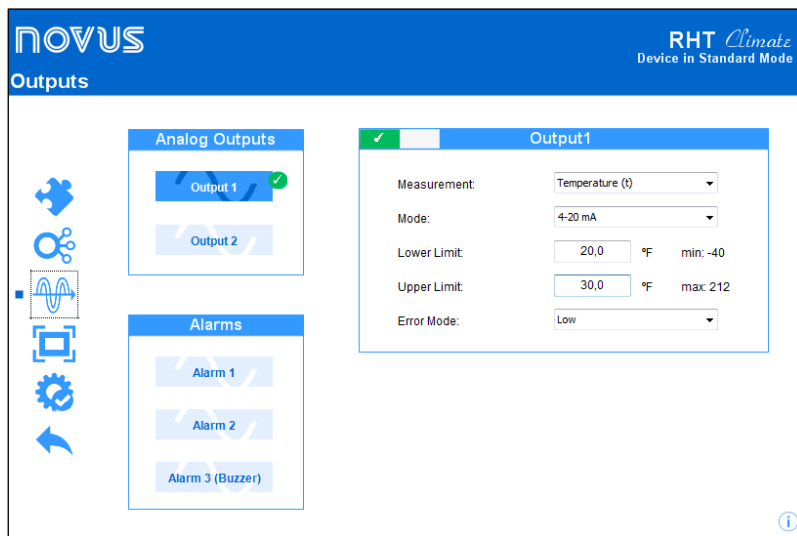 NOVUS
RHT Climate
Device in Standard Mode
Outputs
Analog Outputs
Output 1
Output 2
Alarms
Alarm 1
Alarm 2
Alarm 3 (Buzzer)
Output1
Measurement: Temperature (t)
Mode: 4-20 mA
Lower Limit: 20,0 ºF min: -40
Upper Limit: 30,0 ºF max: 212
Error Mode: Low